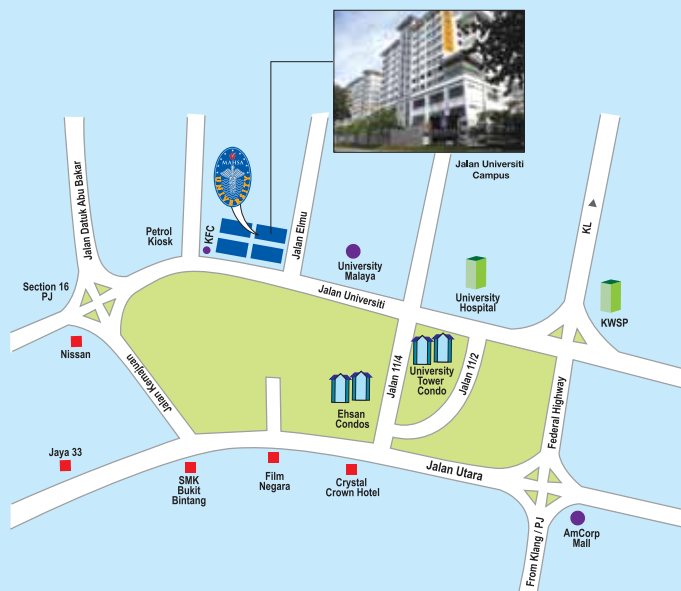 Jalan Universiti
Campus
MAHSA
UNIVERSITY
Jalan Datuk Abu Bakar
Petrol
Kiosk
KFC
Jalan Elmu
KL
University
Malaya
Section 16
PJ
Jalan Universiti
University
Hospital
KWSP
Nissan
Jalan Kemajuan
Ehsan
Condos
Jalan 11/4
University
Tower
Condo
Jalan 11/2
Federal Highway
Jaya 33
SMK
Bukit
Bintang
Film
Negara
Crystal
Crown Hotel
Jalan Utara
AmCorp
Mall
From Klang / PJ